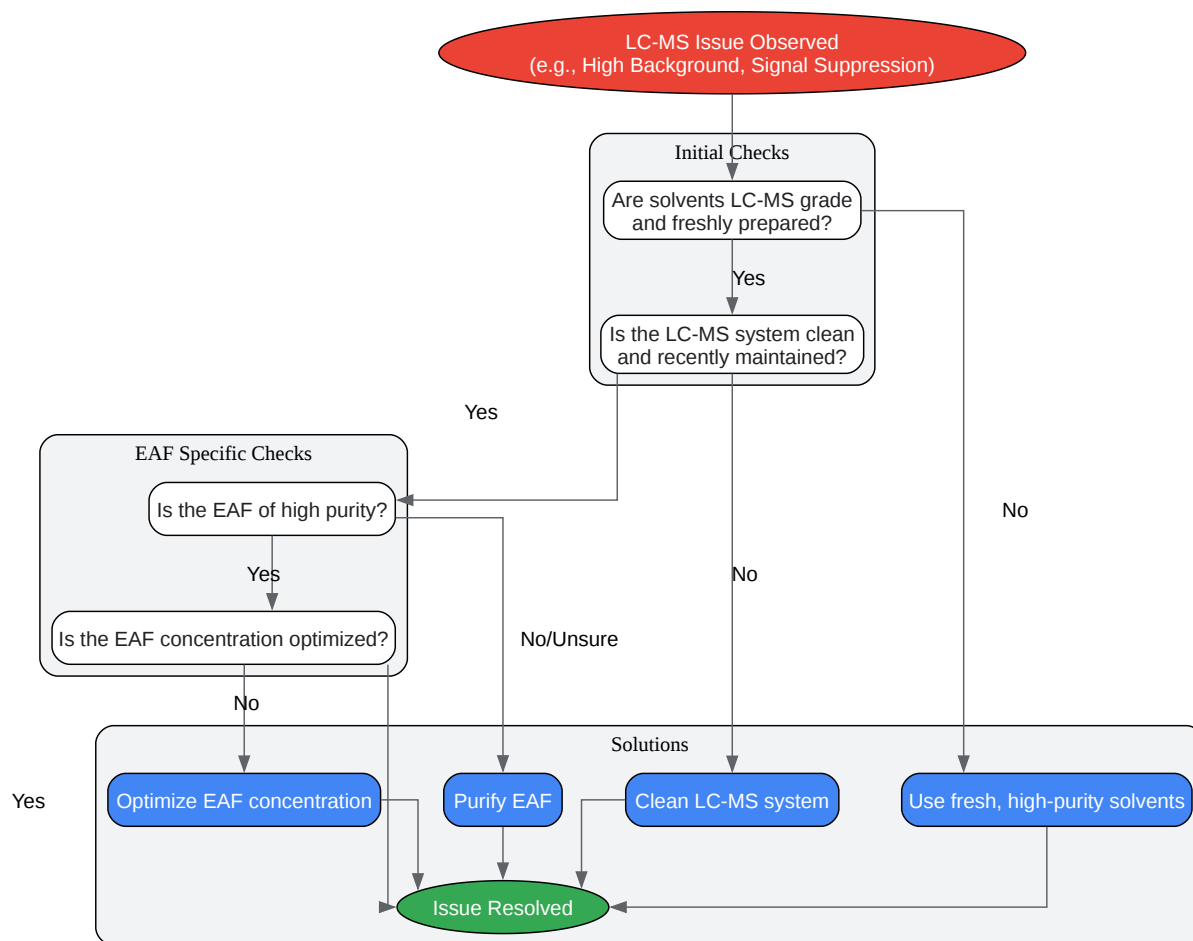 LC-MS Issue Observed
(e.g., High Background, Signal Suppression)
Initial Checks
Are solvents LC-MS grade
and freshly prepared?
Yes
Is the LC-MS system clean
and recently maintained?
Yes
EAF Specific Checks
Is the EAF of high purity?
No
Yes
No
Is the EAF concentration optimized?
No/Unsure
No
Solutions
Yes
Optimize EAF concentration
Purify EAF
Clean LC-MS system
Use fresh, high-purity solvents
Issue Resolved